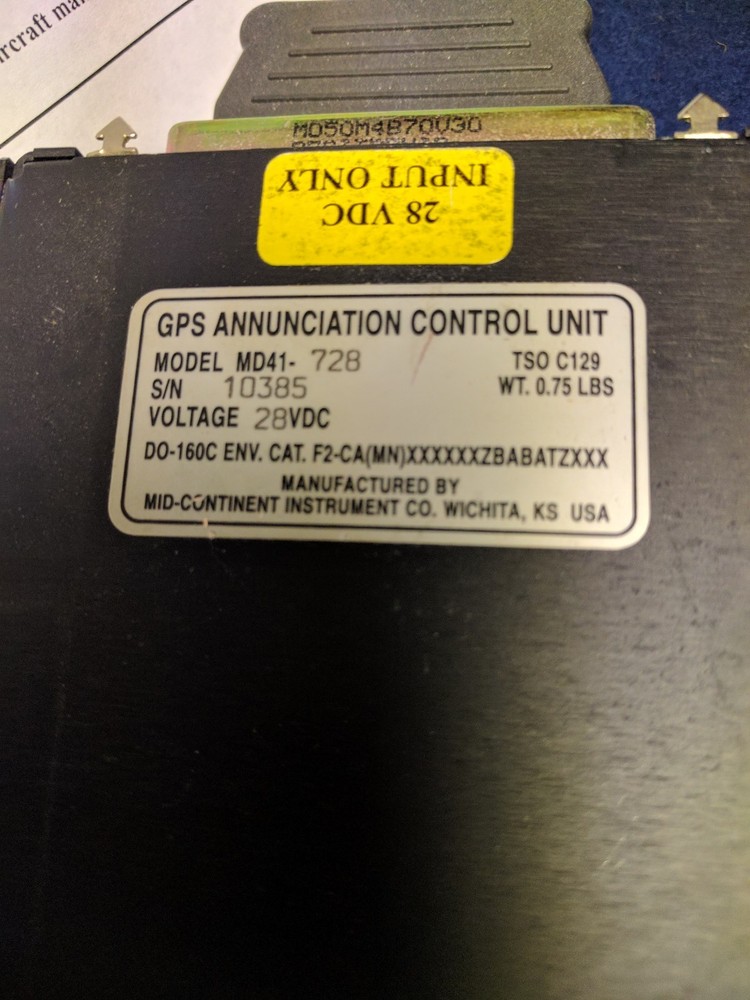 ircraft ma
MD50M4B70V30
28 VDC
INPUT ONLY
GPS ANNUNCIATION CONTROL UNIT
MODEL MD41- 728 TSO C129
S/N 10385 WT. 0.75 LBS
VOLTAGE 28VDC
DO-160C ENV. CAT. F2-CA(MN)XXXXXXZBABATZXXX
MANUFACTURED BY
MID-CONTINENT INSTRUMENT CO. WICHITA, KS USA